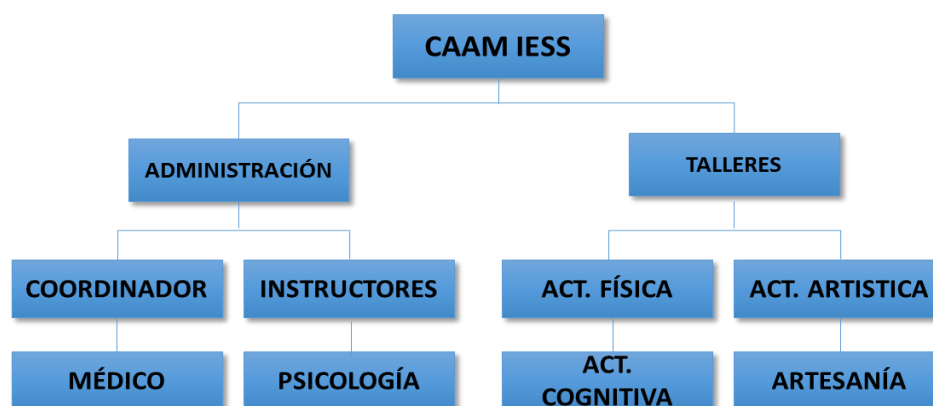 CAAM IESS
ADMINISTRACIÓN
TALLERES
COORDINADOR
INSTRUCTORES
ACT. FÍSICA
ACT. ARTISTICA
MÉDICO
PSICOLOGÍA
ACT.
COGNITIVA
ARTESANÍA